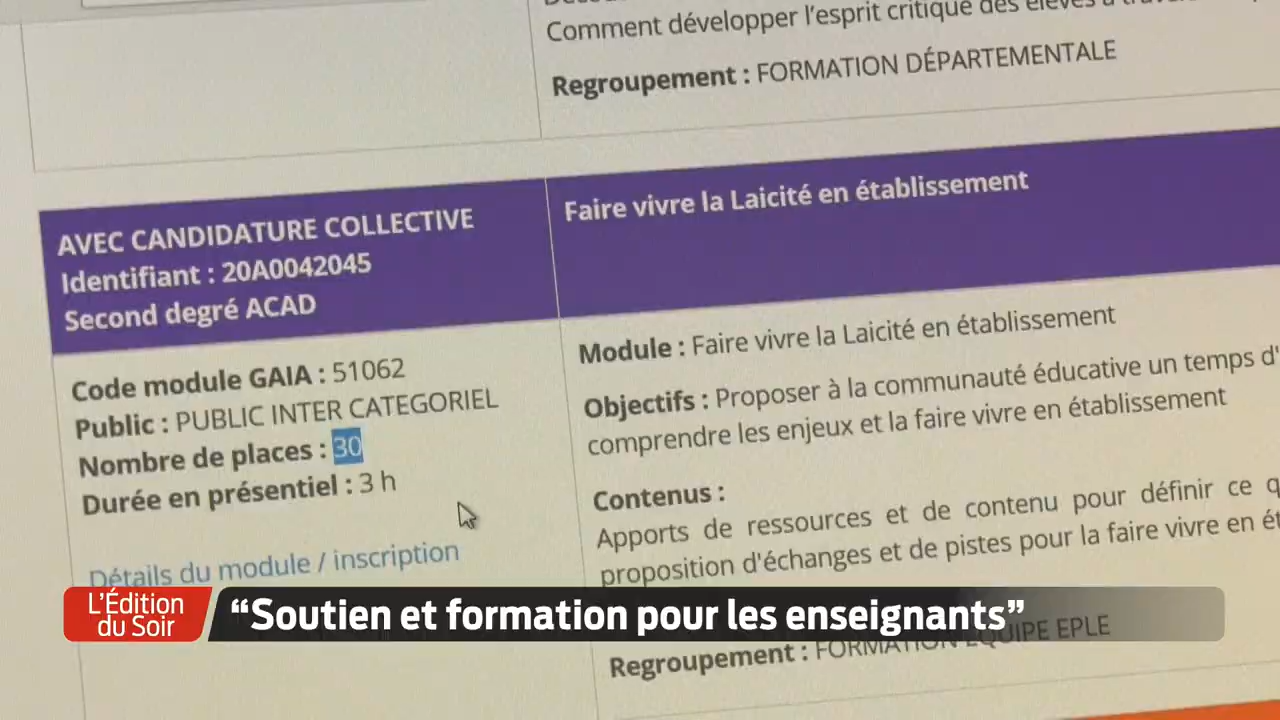 Comment développer l'esprit critique des élèves à
Regroupement : FORMATION DÉPARTEMENTALE
AVEC CANDIDATURE COLLECTIVE
Identifiant : 20A0042045
Second degré ACAD
Faire vivre la Laicité en établissement
Code module GAIA : 51062
Public : PUBLIC INTER CATEGORIEL
Nombre de places : 30
Durée en présentiel : 3 h
Détails du module / inscription
Module : Faire vivre la Laicité en établissement
Objectifs : Proposer à la communauté éducative un temps d'
comprendre les enjeux et la faire vivre en établissement
Contenus :
Apports de ressources et de contenu pour définir ce q
proposition d'échanges et de pistes pour la faire vivre en ét
Regroupement : FORMATION EQUIPE EPLE
L'Édition
du Soir
“Soutien et formation pour les enseignants”